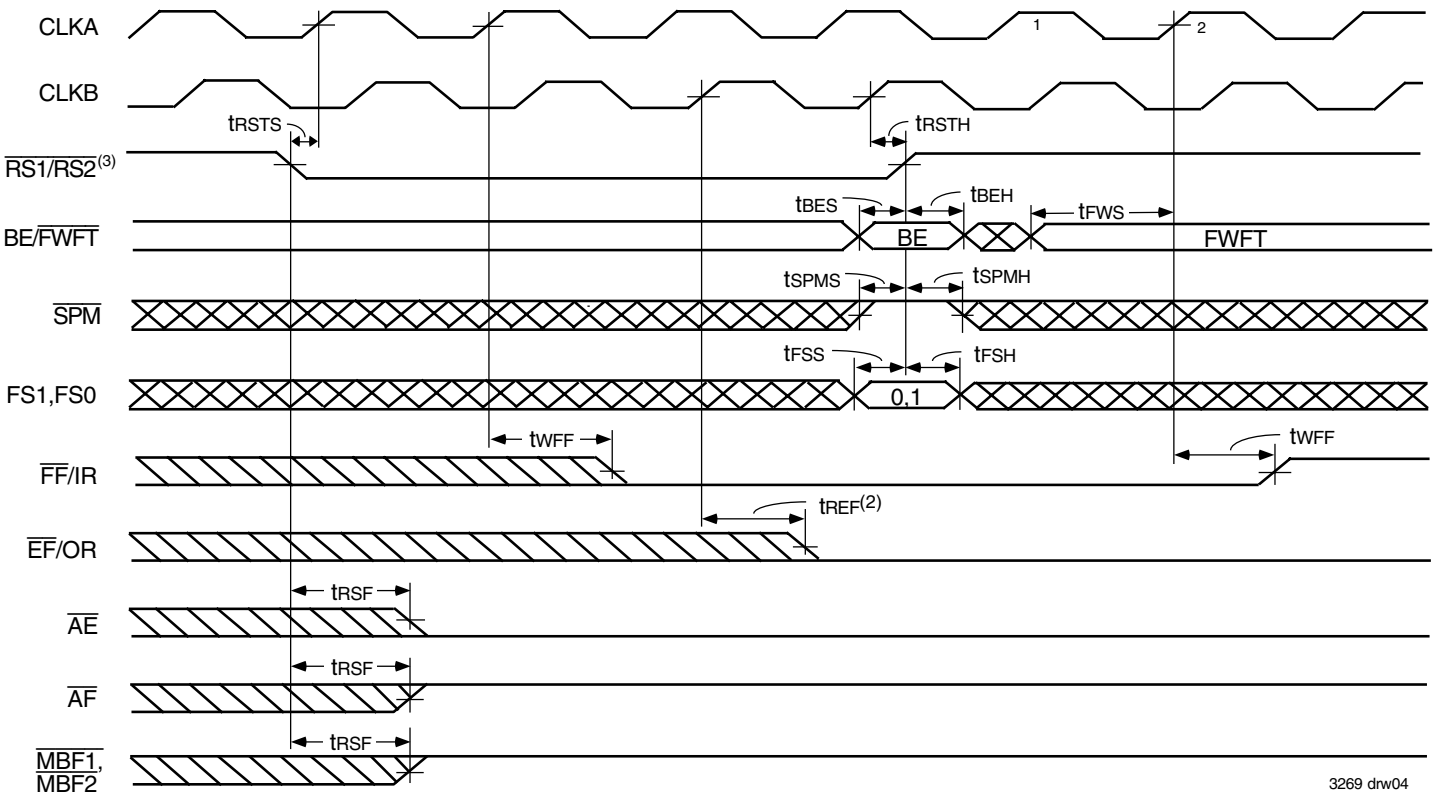 CLKA
1
2
CLKB
tRSTS
tRSTH
RS1/RS2(3)
tBES
tBEH
tFWS
BE/FWFT
BE
FWFT
tSPMS
tSPMH
SPM
tFSS
tFSH
FS1,FS0
0,1
tWFF
tWFF
FF/IR
tREF(2)
EF/OR
tRSF
AE
tRSF
AF
tRSF
MBF1,
MBF2
3269 drw04